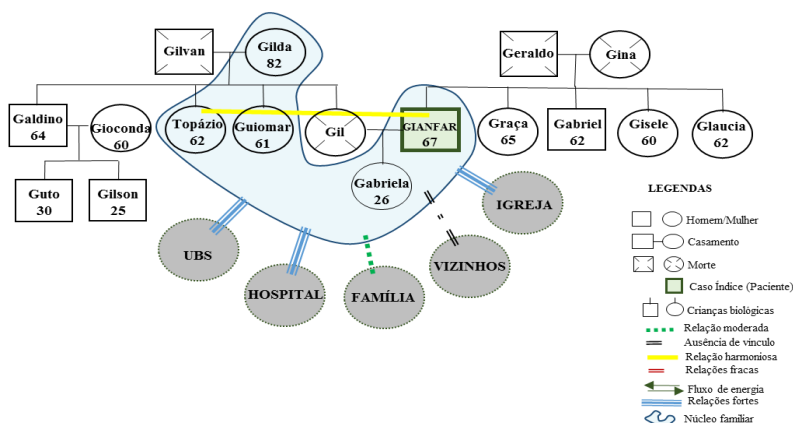 Gilvan
Gilda
82
Geraldo
Gina
Galdino
64
Gioconda
60
Topázio
62
Guiomar
61
Gil
GIANFAR
67
Graça
65
Gabriel
62
Gisele
60
Glaucia
62
Guto
30
Gilson
25
Gabriela
26
UBS
HOSPITAL
FAMÍLIA
VIZINHOS
IGREJA
LEGENDAS
Homem/Mulher
Casamento
Morte
Caso Índice (Paciente)
Crianças biológicas
Relação moderada
Ausência de vínculo
Relação harmoniosa
Relações fracas
Fluxo de energia
Relações fortes
Núcleo familiar